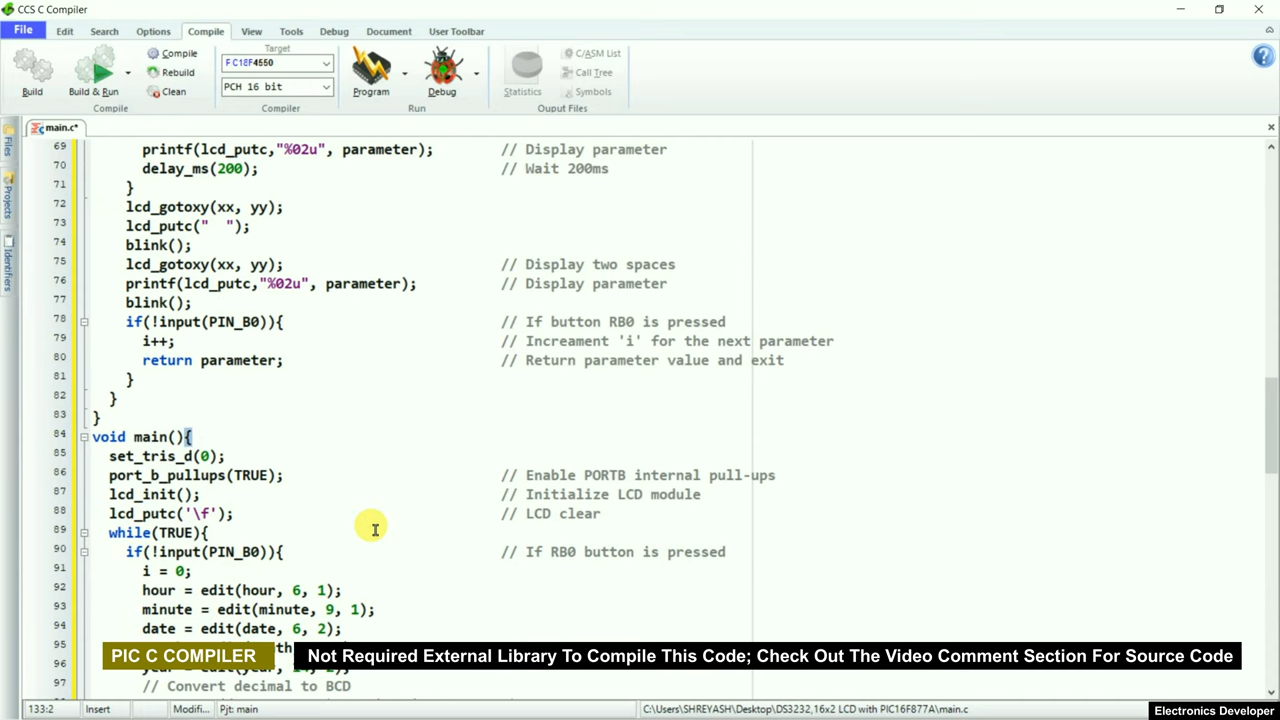 CCS C Compiler
File Edit Search Options Compile View Tools Debug Document User Toolbar
Build
Build & Run
Compile
Rebuild
Clean
Compile
Target
PIC18F4550
PCH 16 bit
Compiler
Program
Debug
Run
Statistics
C/ASM List
Call Tree
Symbols
Ouput Files
Files
Projects
Identifiers
main.c*
69 printf(lcd_putc,"%02u", parameter); // Display parameter
70 delay_ms(200); // Wait 200ms
71 }
72 lcd_gotoxy(xx, yy);
73 lcd_putc("  ");
74 blink();
75 lcd_gotoxy(xx, yy); // Display two spaces
76 printf(lcd_putc,"%02u", parameter); // Display parameter
77 blink();
78 if(!input(PIN_B0)){ // If button RB0 is pressed
79 i++; // Increament 'i' for the next parameter
80 return parameter; // Return parameter value and exit
81 }
82 }
83 }
84 void main(){
85 set_tris_d(0);
86 port_b_pullups(TRUE); // Enable PORTB internal pull-ups
87 lcd_init(); // Initialize LCD module
88 lcd_putc('\f'); // LCD clear
89 while(TRUE){
90 if(!input(PIN_B0)){ // If RB0 button is pressed
91 i = 0;
92 hour = edit(hour, 6, 1);
93 minute = edit(minute, 9, 1);
94 date = edit(date, 6, 2);
95
96
97 // Convert decimal to BCD
PIC C COMPILER Not Required External Library To Compile This Code; Check Out The Video Comment Section For Source Code
133:2 Insert Modifi... Pjt: main C:\Users\SHREYASH\Desktop\DS3232,16x2 LCD with PIC16F877A\main.c
Electronics Developer